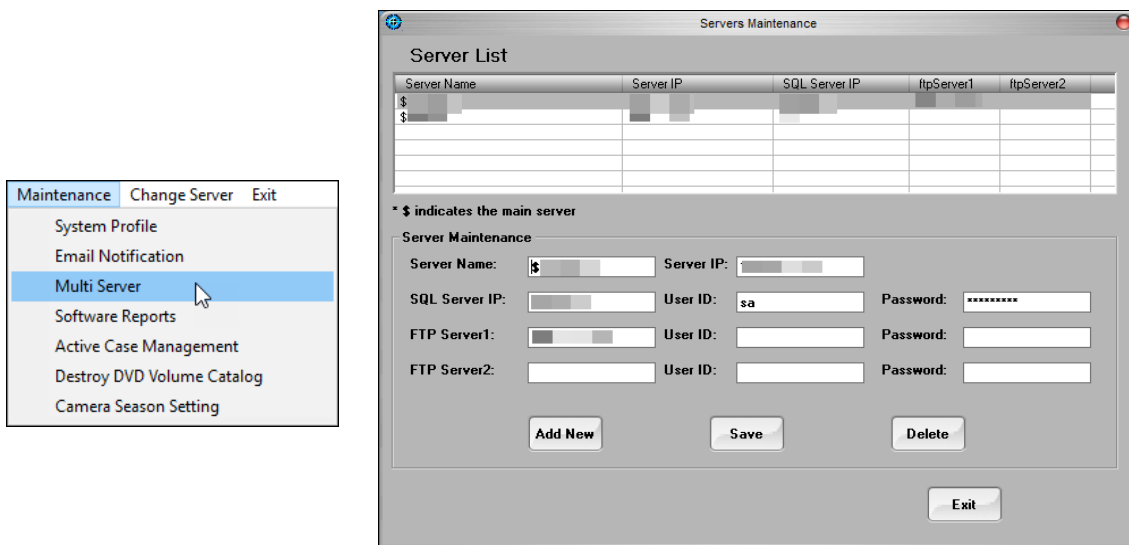 Maintenance Change Server Exit
System Profile
Email Notification
Multi Server
Software Reports
Active Case Management
Destroy DVD Volume Catalog
Camera Season Setting
Servers Maintenance
Server List
Server Name Server IP SQL Server IP ftpServer1 ftpServer2
$
$
* $ indicates the main server
Server Maintenance
Server Name: $ Server IP:
SQL Server IP: User ID: sa Password: *********
FTP Server1: User ID: Password:
FTP Server2: User ID: Password:
Add New Save Delete
Exit